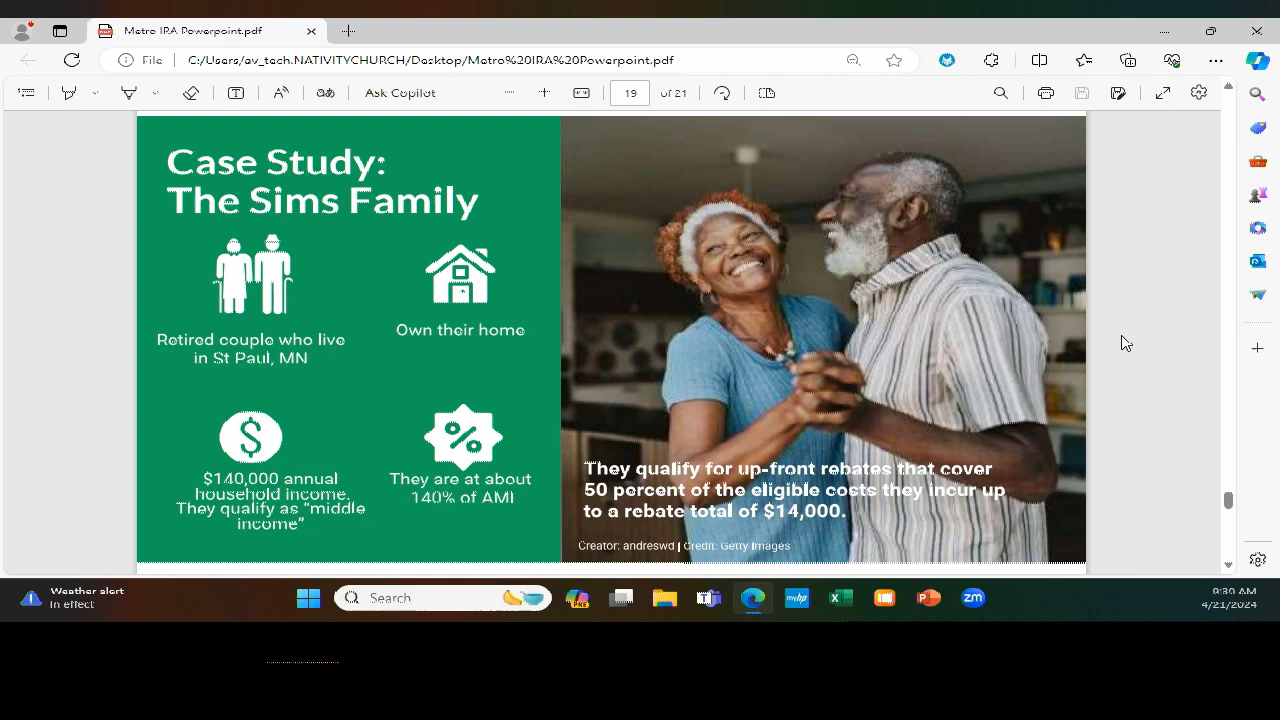 Metro IRA Powerpoint.pdf
File C:/Users/av_tech.NATIVITYCHURCH/Desktop/Metro%20IRA%20Powerpoint.pdf
Ask Copilot 19 of 21
Case Study:
The Sims Family
Retired couple who live
in St Paul, MN
Own their home
$140,000 annual
household income.
They qualify as “middle
income”
They are at about
140% of AMI
They qualify for up-front rebates that cover
50 percent of the eligible costs they incur up
to a rebate total of $14,000.
Creator: andreswd | Credit: Getty Images
Weather alert
In effect
Search
PRE
myhp
zm
9:30 AM
4/21/2024